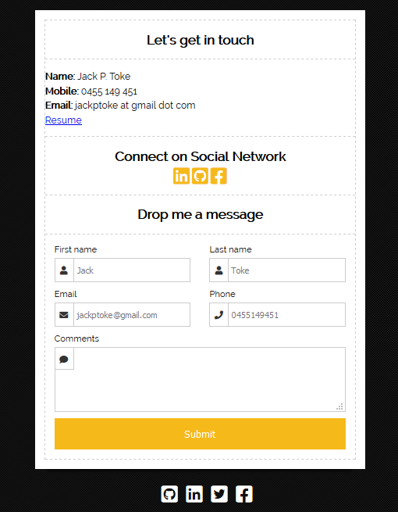 Let's get in touch
Name: Jack P. Toke
Mobile: 0455 149 451
Email: jackptoke at gmail dot com
Resume
Connect on Social Network
Drop me a message
First name Last name
Jack Toke
Email Phone
jackptoke@gmail.com 0455149451
Comments
Submit